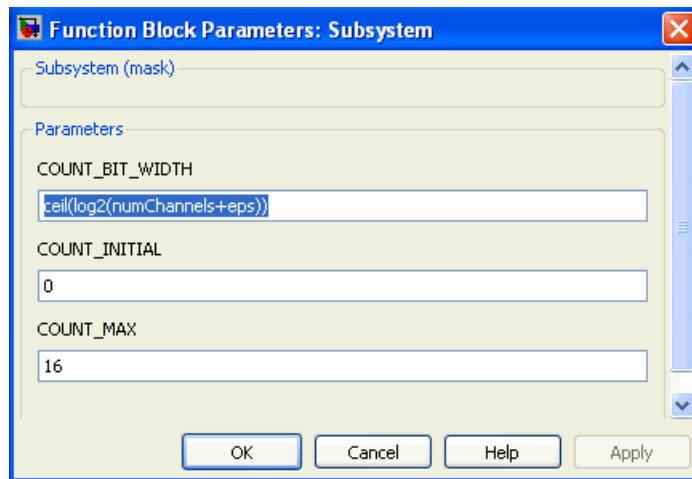 Function Block Parameters: Subsystem
Subsystem (mask)
Parameters
COUNT_BIT_WIDTH
ceil(log2(numChannels+eps))
COUNT_INITIAL
0
COUNT_MAX
16
OK Cancel Help Apply